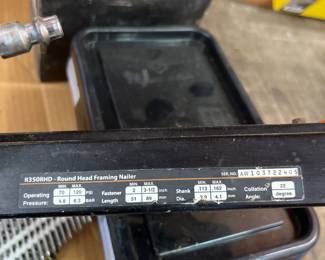 R350RHD - Round Head Framing Nailer SER. NO. AW103722405
MIN MAX MIN MAX MIN MAX
Operating 70 120 PSI Fastener 2 3-1/2 inch Shank .113 .162 inch Collation 22
Pressure 4.8 8.3 BAR Length 51 89 mm Dia. 2.9 4.1 mm Angle: degree